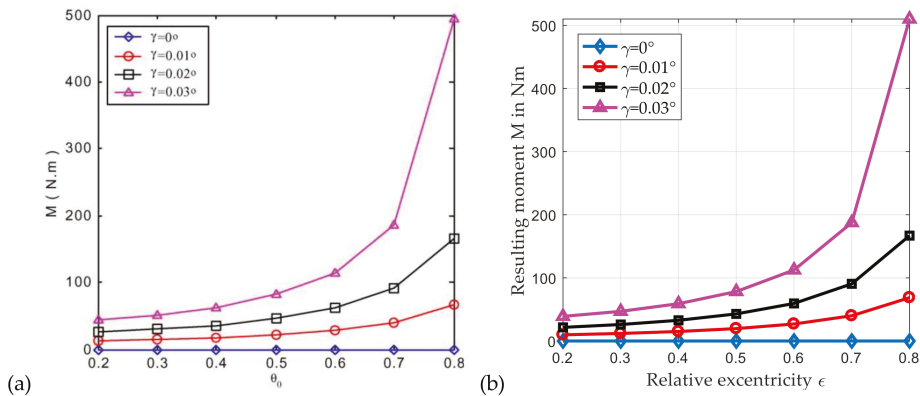 γ=0°
γ=0.01°
γ=0.02°
γ=0.03°
500
400
300
200
100
0
M ( N.m )
0.2 0.3 0.4 0.5 0.6 0.7 0.8
θ₀
(a)
γ=0°
γ=0.01°
γ=0.02°
γ=0.03°
500
400
300
200
100
0
Resulting moment M in Nm
0.2 0.3 0.4 0.5 0.6 0.7 0.8
Relative excentricity ϵ
(b)